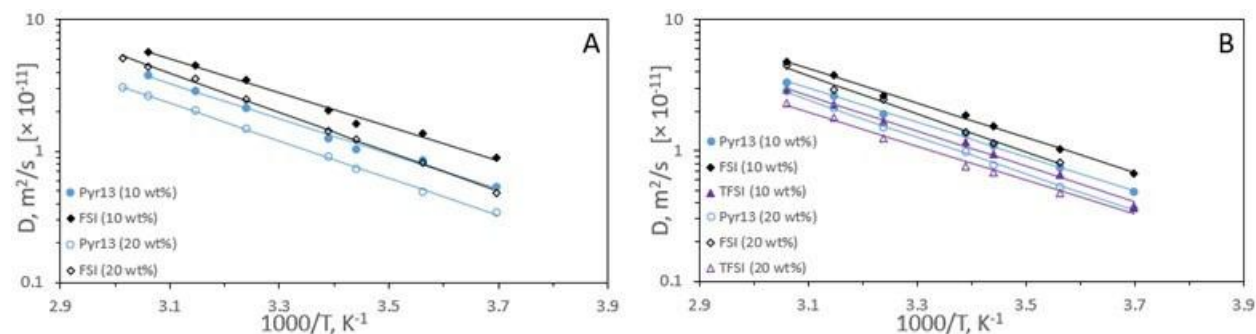 10
A
D, m²/s [× 10⁻¹¹]
1
Pyr13 (10 wt%)
FSI (10 wt%)
Pyr13 (20 wt%)
FSI (20 wt%)
0.1
2.9 3.1 3.3 3.5 3.7 3.9
1000/T, K⁻¹
10
B
D, m²/s [× 10⁻¹¹]
1
Pyr13 (10 wt%)
FSI (10 wt%)
TFSI (10 wt%)
Pyr13 (20 wt%)
FSI (20 wt%)
TFSI (20 wt%)
0.1
2.9 3.1 3.3 3.5 3.7 3.9
1000/T, K⁻¹